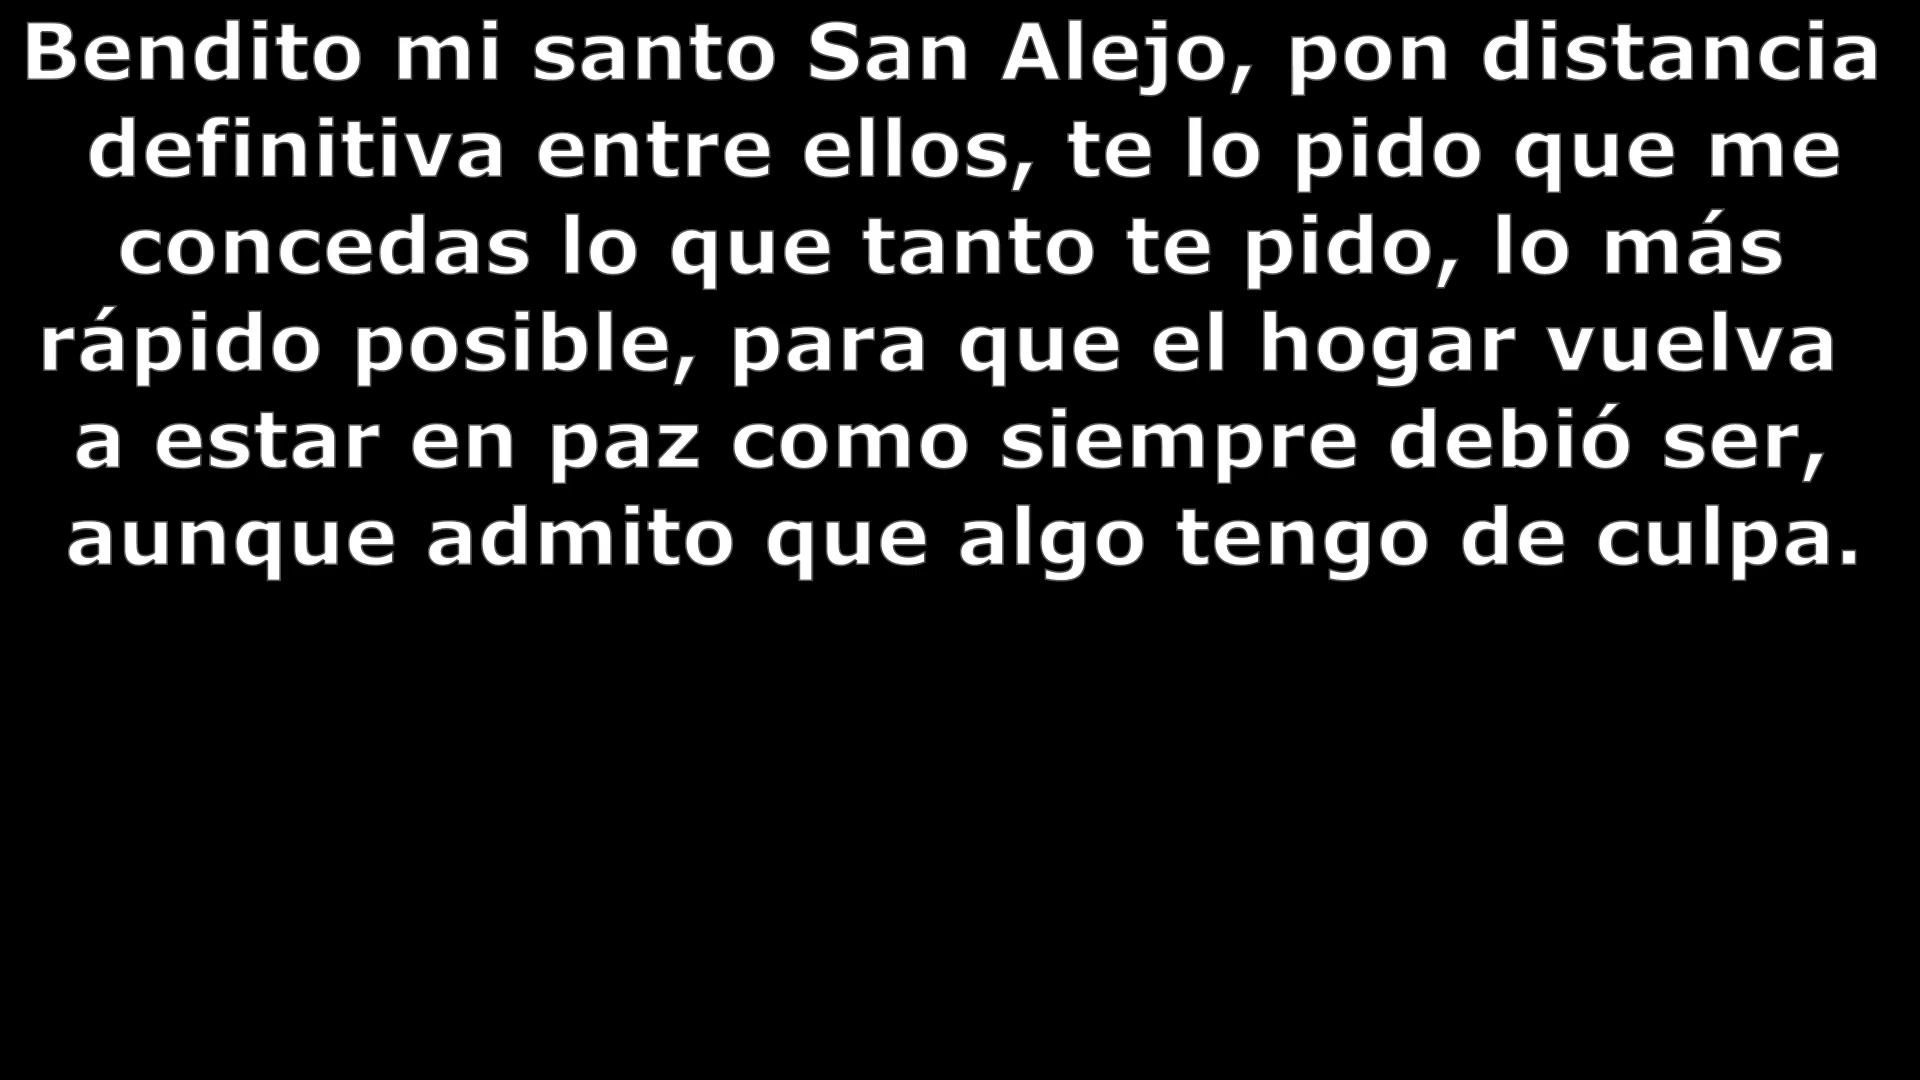 Bendito mi santo San Alejo, pon distancia
definitiva entre ellos, te lo pido que me
concedas lo que tanto te pido, lo más
rápido posible, para que el hogar vuelva
a estar en paz como siempre debió ser,
aunque admito que algo tengo de culpa.